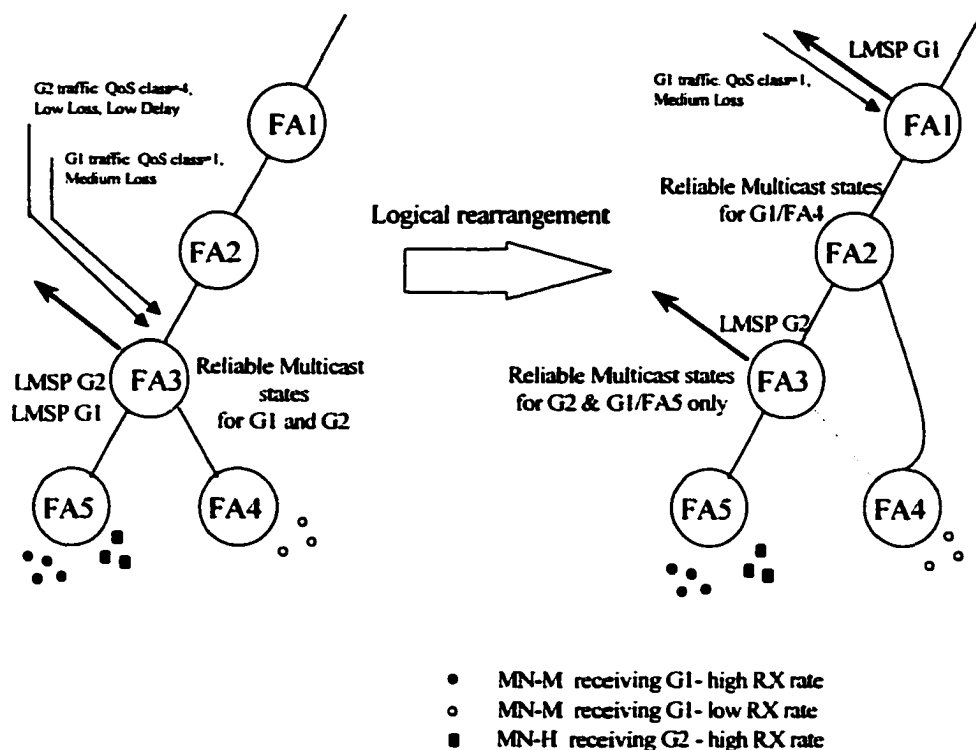 G2 traffic QoS class=4,
Low Loss, Low Delay
G1 traffic QoS class=1,
Medium Loss
FA1
FA2
FA3
LMSP G2
LMSP G1
Reliable Multicast
states
for G1 and G2
FA5
FA4
Logical rearrangement
LMSP G1
G1 traffic. QoS class=1,
Medium Loss
FA1
Reliable Multicast states
for G1/FA4
FA2
LMSP G2
FA3
Reliable Multicast states
for G2 & G1/FA5 only
FA5
FA4
MN-M receiving G1- high RX rate
MN-M receiving G1- low RX rate
MN-H receiving G2 - high RX rate